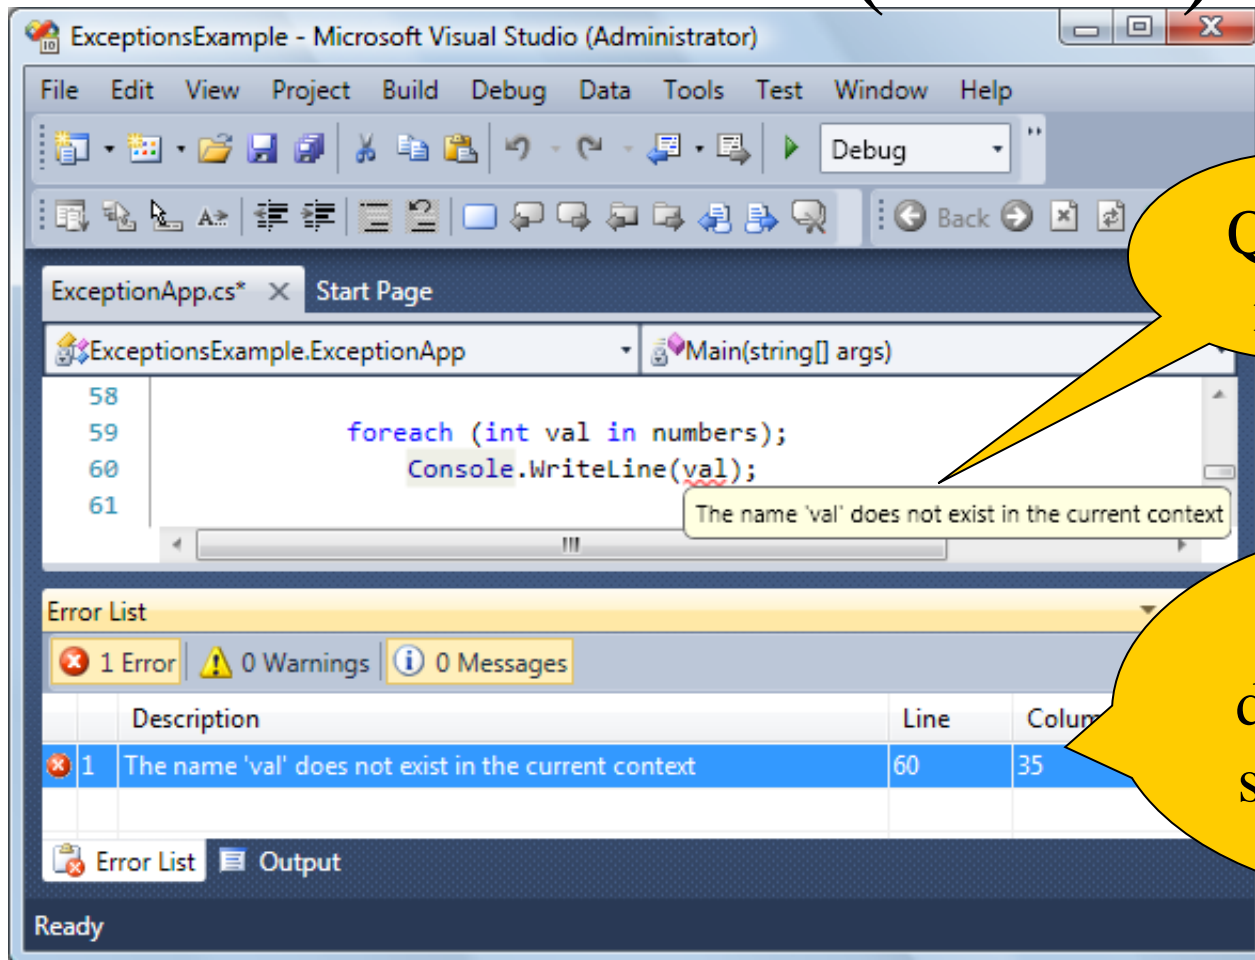 ExceptionsExample - Microsoft Visual Studio (Administrator)
File Edit View Project Build Debug Data Tools Test Window Help
Debug
Back
ExceptionApp.cs* Start Page
ExceptionsExample.ExceptionApp Main(string[] args)
58
59 foreach (int val in numbers);
60 Console.WriteLine(val);
61
The name 'val' does not exist in the current context
Error List
1 Error 0 Warnings 0 Messages
Description Line
1 The name 'val' does not exist in the current context 60 35
Error List Output
Ready